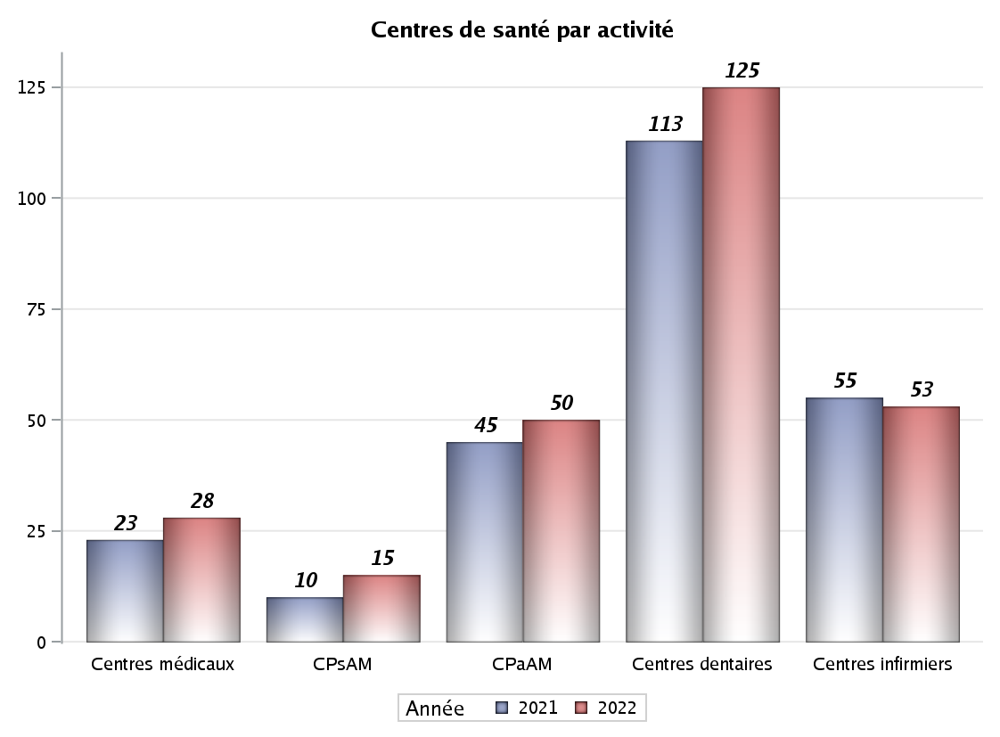 Centres de santé par activité
125
100
75
50
25
0
23
28
10
15
45
50
113
125
55
53
Centres médicaux
CPsAM
CPaAM
Centres dentaires
Centres infirmiers
Année 2021 2022